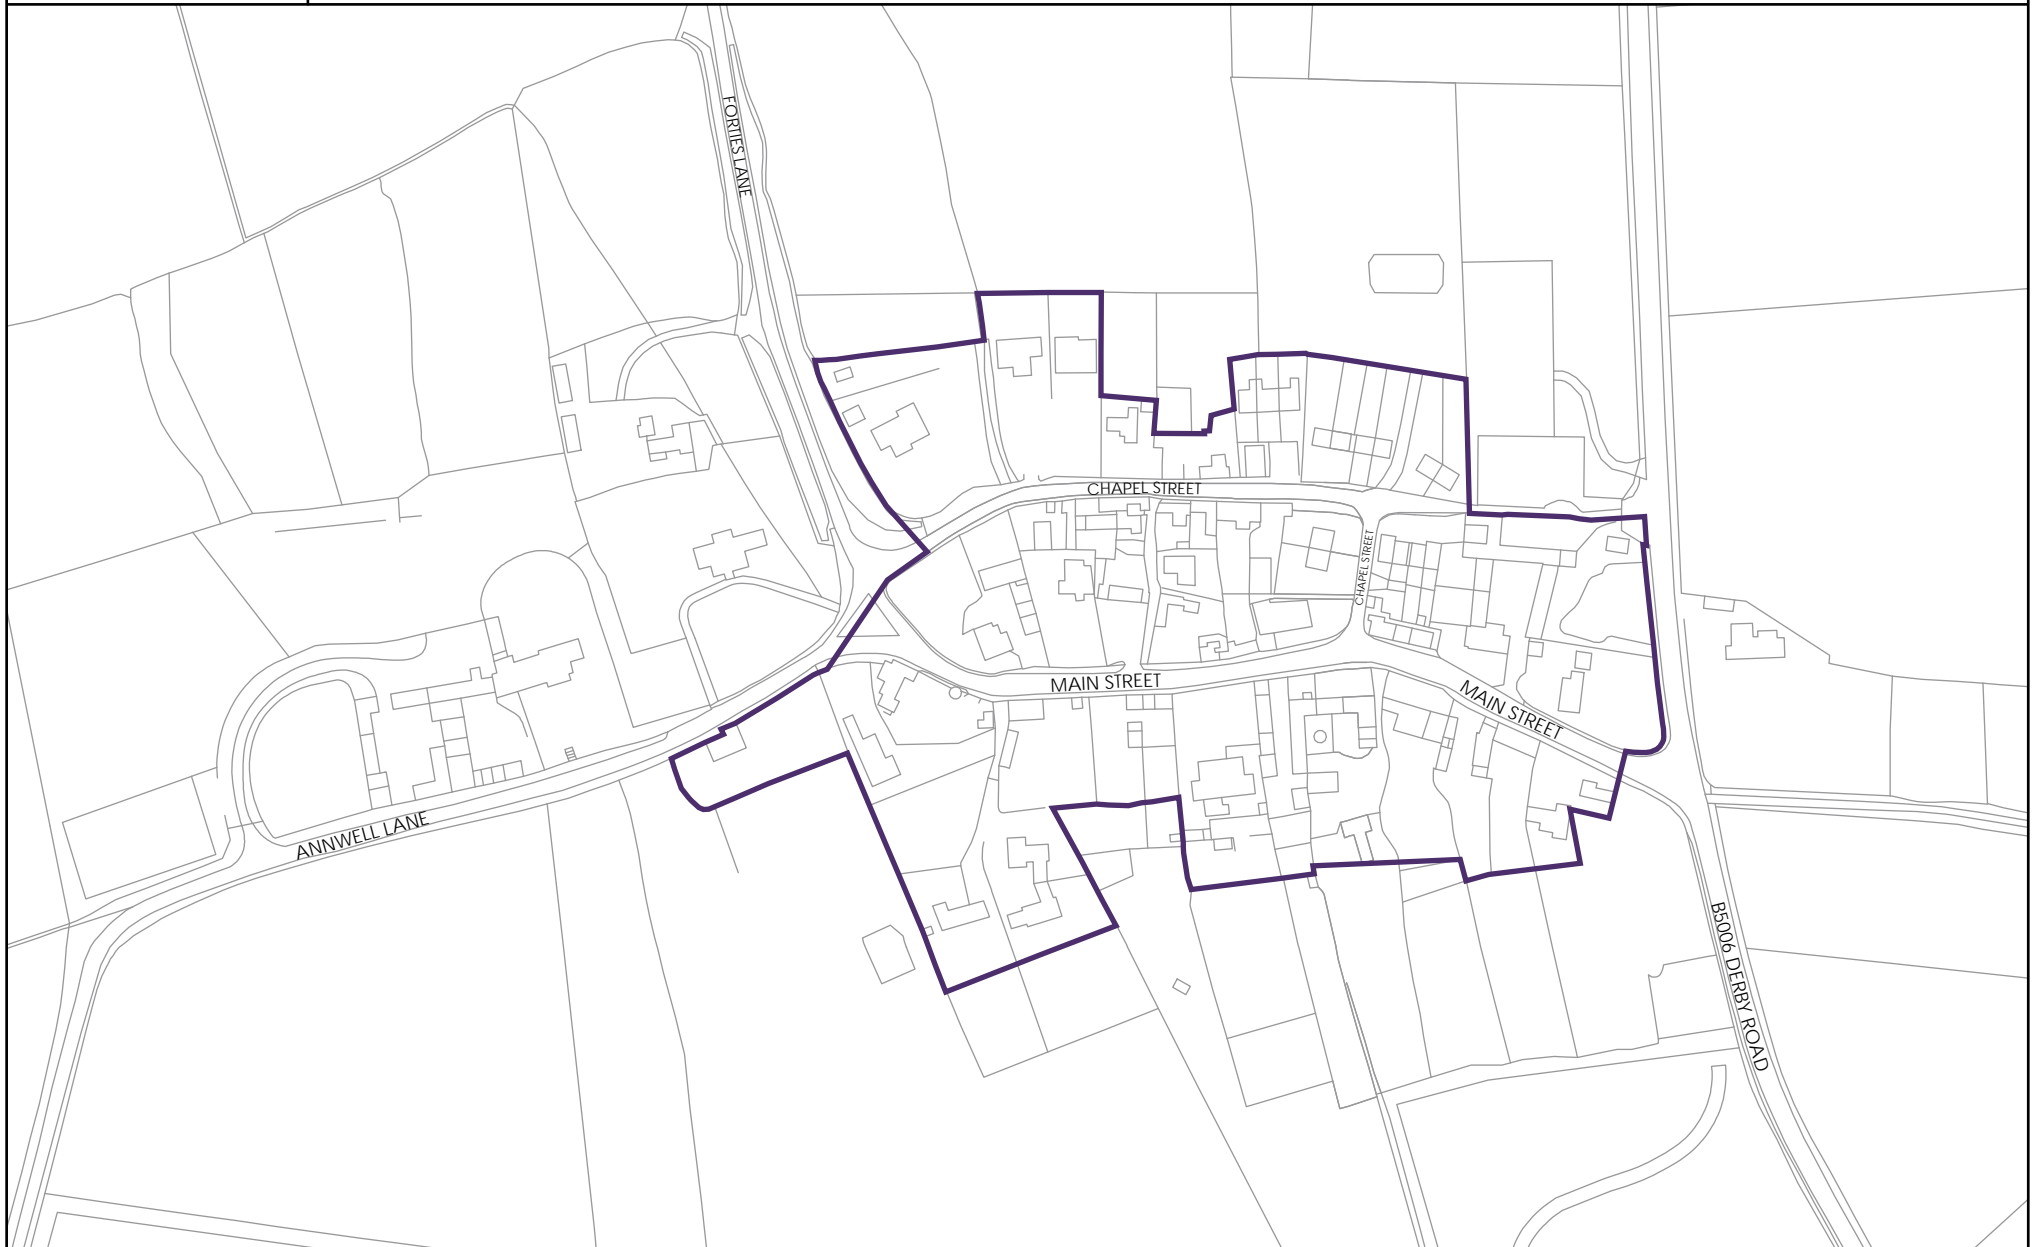 FORTIES LANE
CHAPEL STREET
CHAPEL STREET
MAIN STREET
MAIN STREET
ANNWELL LANE
B5006 DERBY ROAD